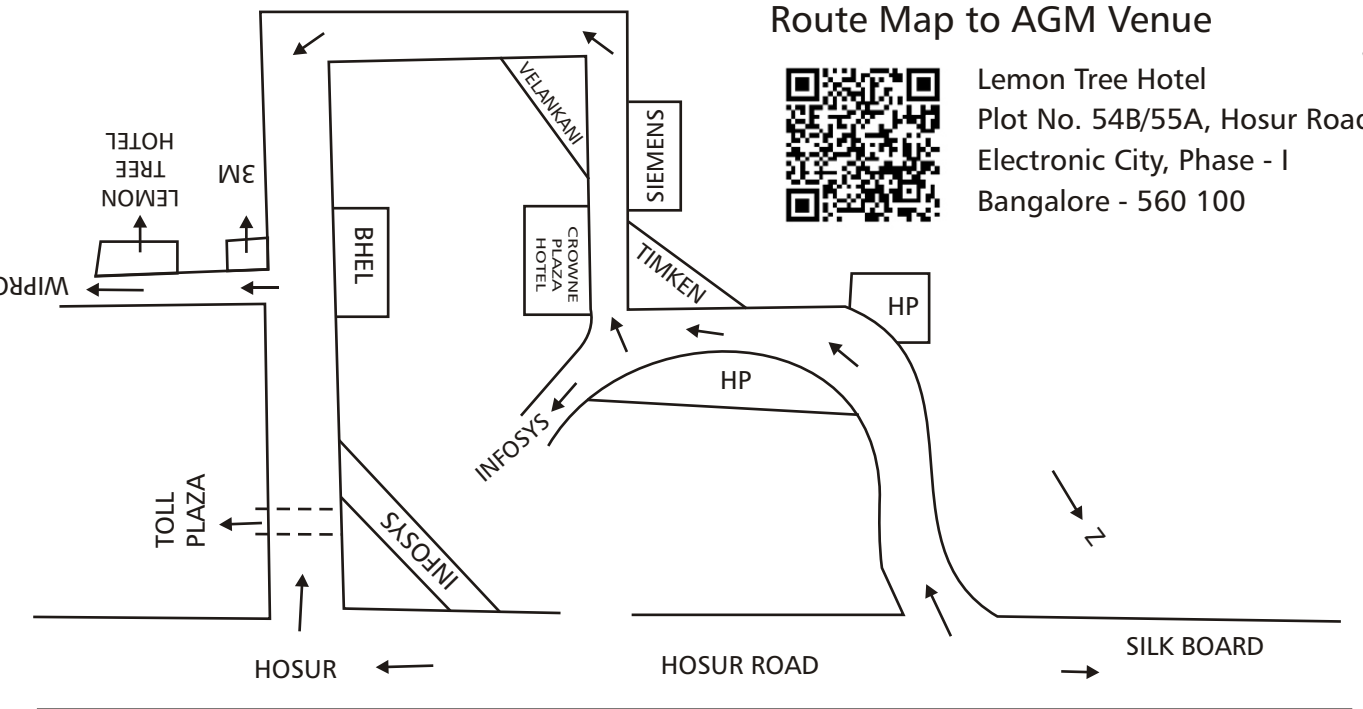 Route Map to AGM Venue
Lemon Tree Hotel
Plot No. 54B/55A, Hosur Road
Electronic City, Phase - I
Bangalore - 560 100
VELANKANI
SIEMENS
LEMON
TREE
HOTEL
3M
BHEL
CROWNE
PLAZA
HOTEL
TIMKEN
WIPRO
HP
HP
INFOSYS
TOLL
PLAZA
INFOSYS
N
HOSUR
HOSUR ROAD
SILK BOARD